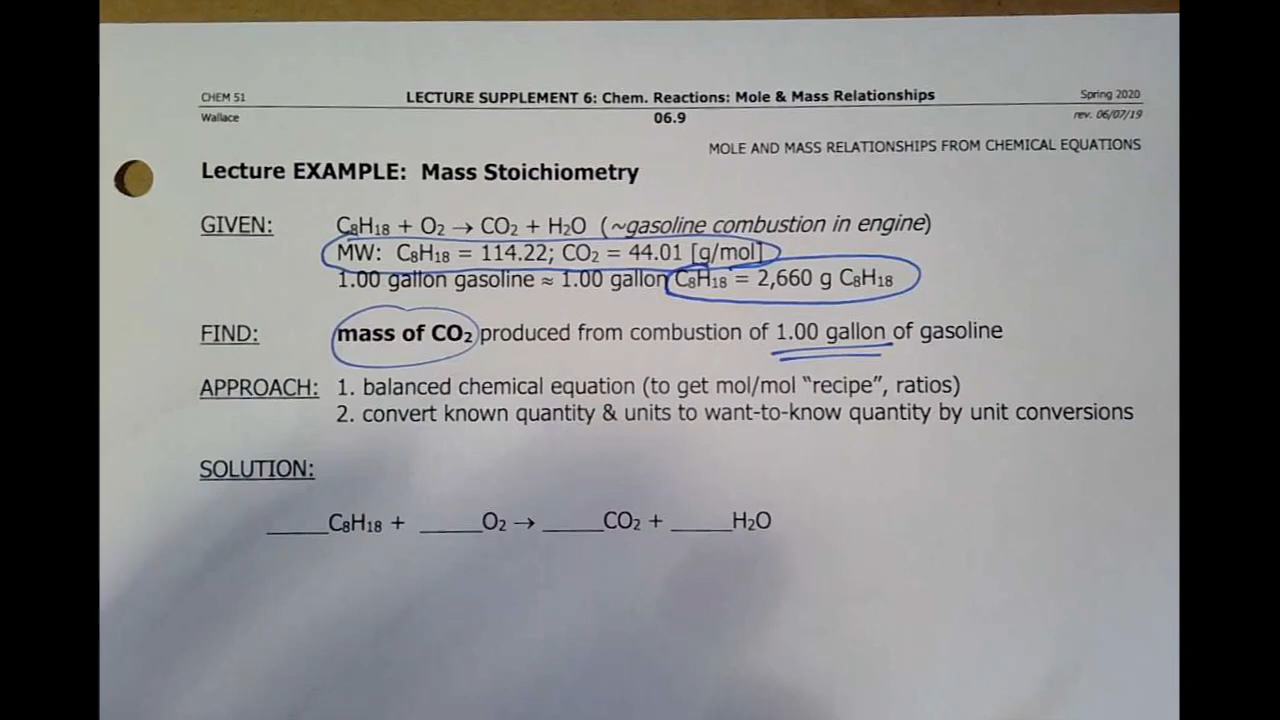 CHEM 51 LECTURE SUPPLEMENT 6: Chem. Reactions: Mole & Mass Relationships Spring 2020
Wallace 06.9 rev. 06/07/19
MOLE AND MASS RELATIONSHIPS FROM CHEMICAL EQUATIONS
Lecture EXAMPLE: Mass Stoichiometry
GIVEN: C₈H₁₈ + O₂ → CO₂ + H₂O (~gasoline combustion in engine)
MW: C₈H₁₈ = 114.22; CO₂ = 44.01 [g/mol]
1.00 gallon gasoline ≈ 1.00 gallon C₈H₁₈ = 2,660 g C₈H₁₈
FIND: mass of CO₂ produced from combustion of 1.00 gallon of gasoline
APPROACH: 1. balanced chemical equation (to get mol/mol “recipe”, ratios)
2. convert known quantity & units to want-to-know quantity by unit conversions
SOLUTION:
_____C₈H₁₈ + _____O₂ → _____CO₂ + _____H₂O